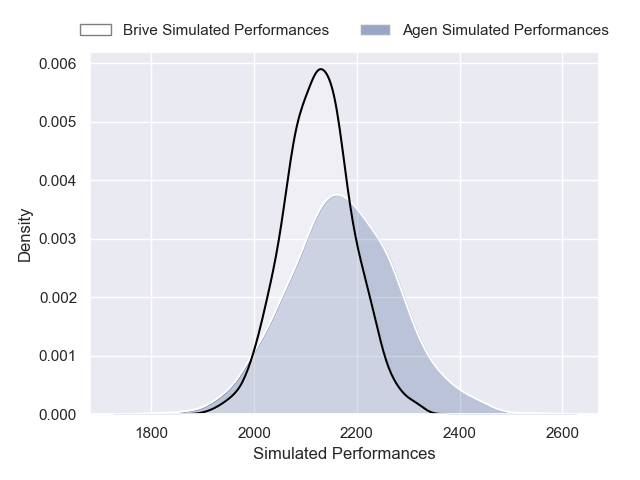 Brive Simulated Performances Agen Simulated Performances
0.006
0.005
0.004
0.003
0.002
0.001
0.000
Density
1800 2000 2200 2400 2600
Simulated Performances